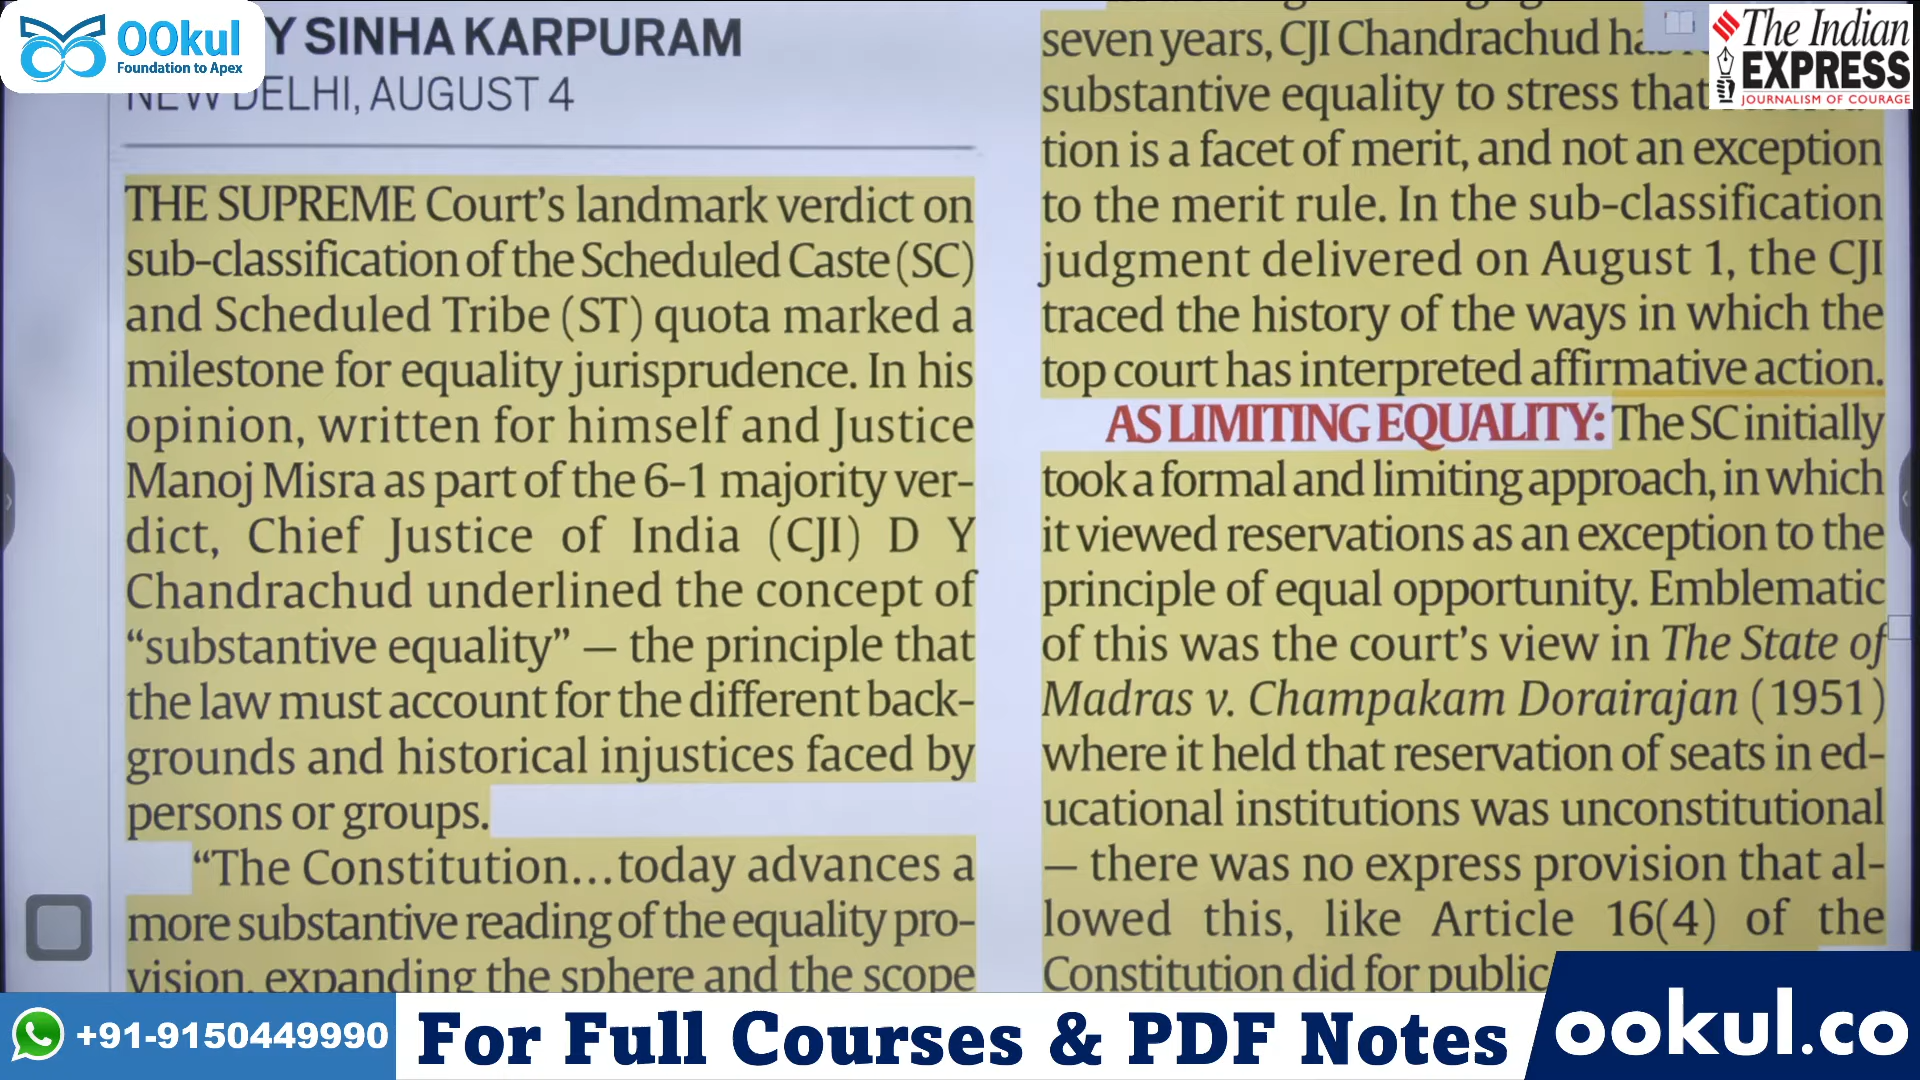 OOkul
Foundation to Apex
Y SINHA KARPURAM
NEW DELHI, AUGUST 4
THE SUPREME Court's landmark verdict on
sub-classification of the Scheduled Caste (SC)
and Scheduled Tribe (ST) quota marked a
milestone for equality jurisprudence. In his
opinion, written for himself and Justice
Manoj Misra as part of the 6-1 majority ver-
dict, Chief Justice of India (CJI) D Y
Chandrachud underlined the concept of
“substantive equality” — the principle that
the law must account for the different back-
grounds and historical injustices faced by
persons or groups.
“The Constitution...today advances a
more substantive reading of the equality pro-
vision, expanding the sphere and the scope
seven years, CJI Chandrachud
substantive equality to stress that
tion is a facet of merit, and not an exception
to the merit rule. In the sub-classification
judgment delivered on August 1, the CJI
traced the history of the ways in which the
top court has interpreted affirmative action.
AS LIMITING EQUALITY: The SC initially
took a formal and limiting approach, in which
it viewed reservations as an exception to the
principle of equal opportunity. Emblematic
of this was the court's view in The State of
Madras v. Champakam Dorairajan (1951)
where it held that reservation of seats in ed-
ucational institutions was unconstitutional
— there was no express provision that al-
lowed this, like Article 16(4) of the
Constitution did for public
The Indian
EXPRESS
JOURNALISM OF COURAGE
+91-9150449990
For Full Courses & PDF Notes
ookul.co